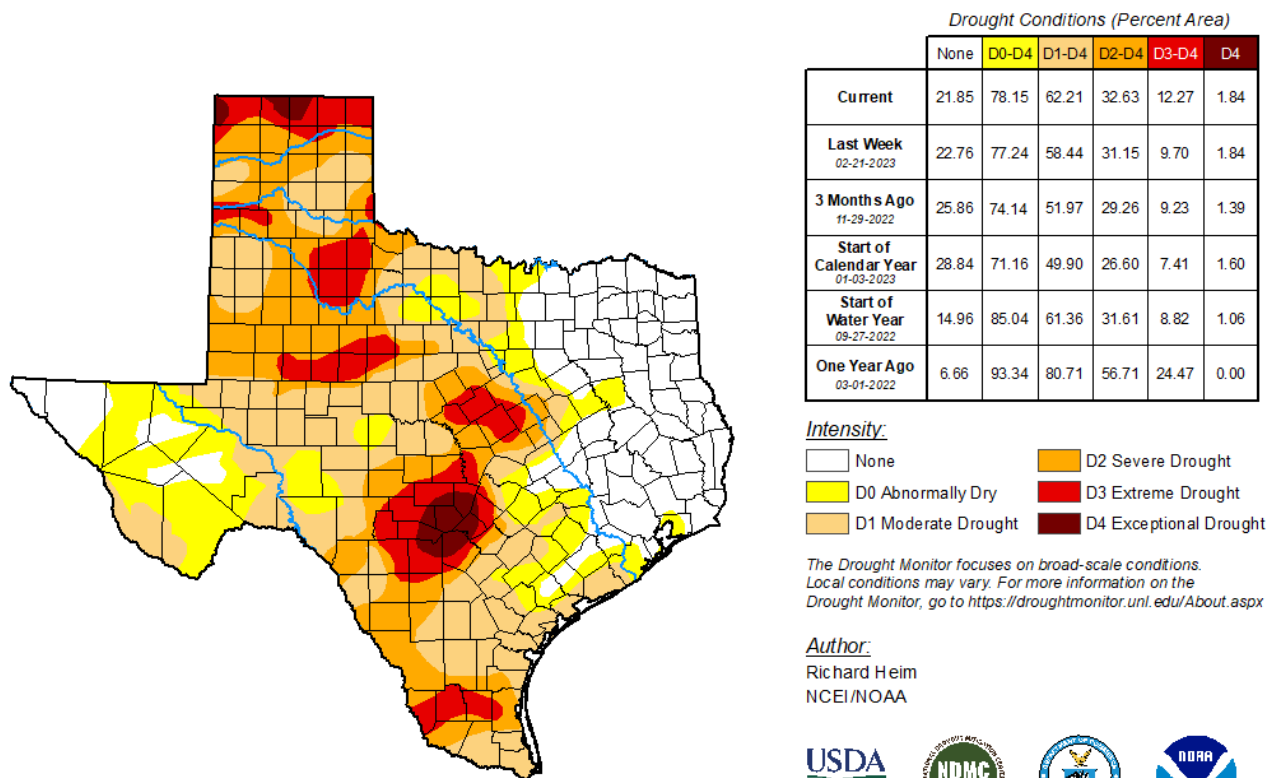 Drought Conditions (Percent Area)
None D0-D4 D1-D4 D2-D4 D3-D4 D4
Current 21.85 78.15 62.21 32.63 12.27 1.84
Last Week
02-21-2023 22.76 77.24 58.44 31.15 9.70 1.84
3 Months Ago
11-29-2022 25.86 74.14 51.97 29.26 9.23 1.39
Start of
Calendar Year
01-03-2023 28.84 71.16 49.90 26.60 7.41 1.60
Start of
Water Year
09-27-2022 14.96 85.04 61.36 31.61 8.82 1.06
One Year Ago
03-01-2022 6.66 93.34 80.71 56.71 24.47 0.00
Intensity:
None
D0 Abnormally Dry
D1 Moderate Drought
D2 Severe Drought
D3 Extreme Drought
D4 Exceptional Drought
The Drought Monitor focuses on broad-scale conditions.
Local conditions may vary. For more information on the
Drought Monitor, go to https://droughtmonitor.unl.edu/About.aspx
Author:
Richard Heim
NCEI/NOAA
USDA
NDMC
NOAA